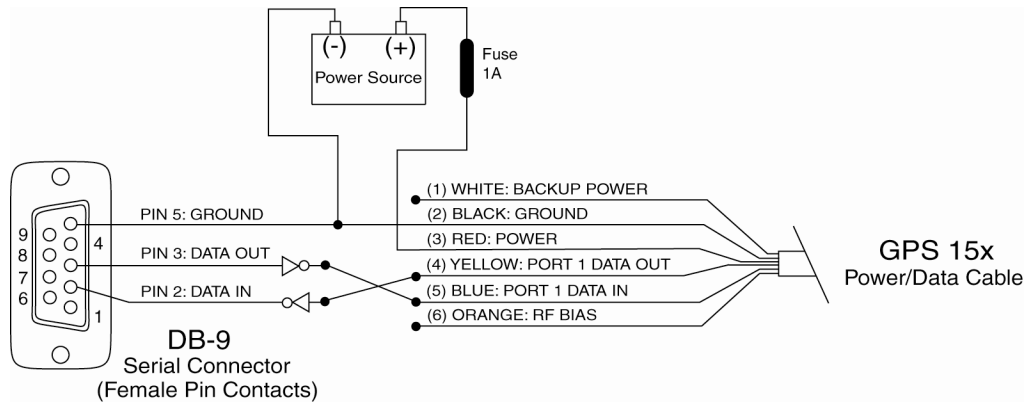 (-) (+)
Power Source
Fuse
1A
(1) WHITE: BACKUP POWER
PIN 5: GROUND
(2) BLACK: GROUND
9
4
(3) RED: POWER
8
PIN 3: DATA OUT
(4) YELLOW: PORT 1 DATA OUT
GPS 15x
Power/Data Cable
7
PIN 2: DATA IN
(5) BLUE: PORT 1 DATA IN
6
1
(6) ORANGE: RF BIAS
DB-9
Serial Connector
(Female Pin Contacts)